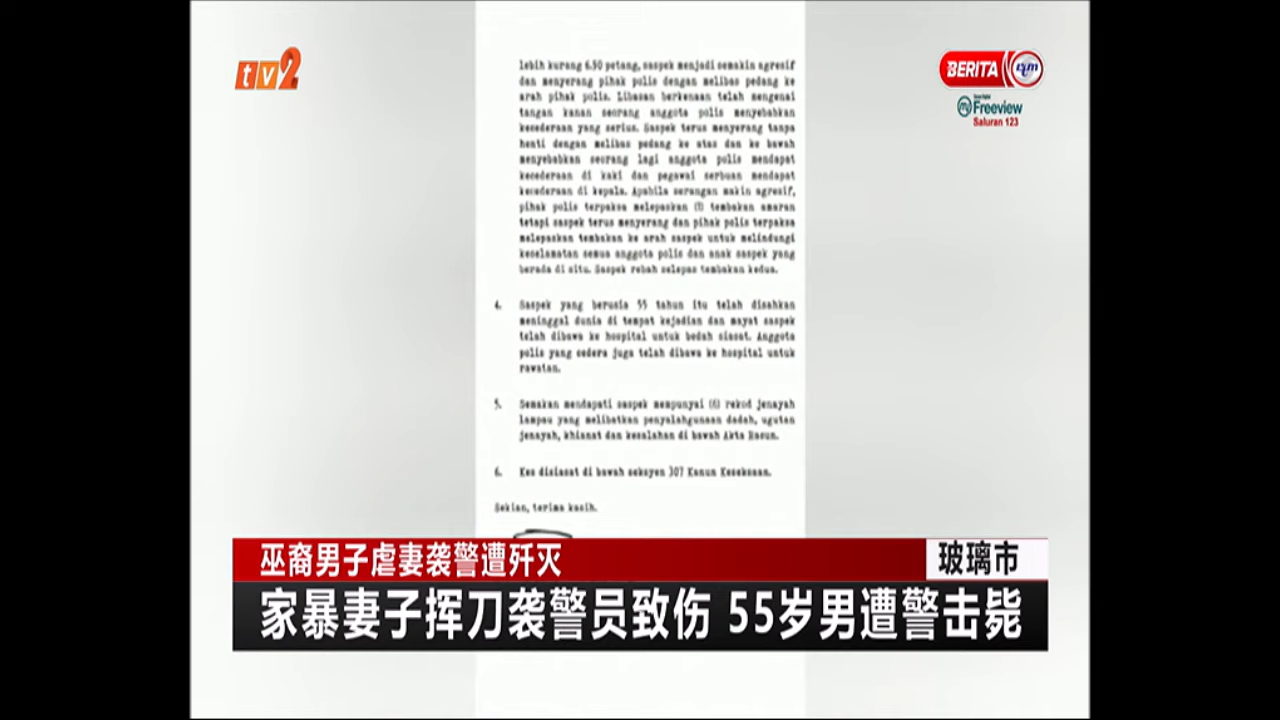 tv2
BERITA rtm
Freeview
Saluran 123
lebih kurang 6.50 petang, saspek menjadi semakin agresif
dan menyerang pihak polis dengan melibas pedang ke
arah pihak polis. Libasan berkenaan telah mengenai
tangan kanan seorang anggota polis menyebabkan
kecederaan yang serius. Saspek terus menyerang tanpa
henti dengan melibas pedang ke atas dan ke bawah
menyebabkan seorang lagi anggota polis mendapat
kecederaan di kaki dan pegawai serbuan mendapat
kecederaan di kepala. Apabila serangan makin agresif,
pihak polis terpaksa melepaskan (1) tembakan amaran
tetapi saspek terus menyerang dan pihak polis terpaksa
melepaskan tembakan ke arah saspek untuk melindungi
keselamatan semua anggota polis dan anak saspek yang
berada di situ. Saspek rebah selepas tembakan kedua.
4. Saspek yang berusia 55 tahun itu telah disahkan
meninggal dunia di tempat kejadian dan mayat saspek
telah dibawa ke hospital untuk bedah siasat. Anggota
polis yang cedera juga telah dibawa ke hospital untuk
rawatan.
5. Semakan mendapati saspek mempunyai (6) rekod jenayah
lampau yang melibatkan penyalahgunaan dadah, ugutan
jenayah, khianat dan kesalahan di bawah Akta Racun.
6. Kes disiasat di bawah seksyen 307 Kanun Keseksaan.
Sekian, terima kasih.
巫裔男子虐妻袭警遭歼灭
玻璃市
家暴妻子挥刀袭警员致伤 55岁男遭警击毙